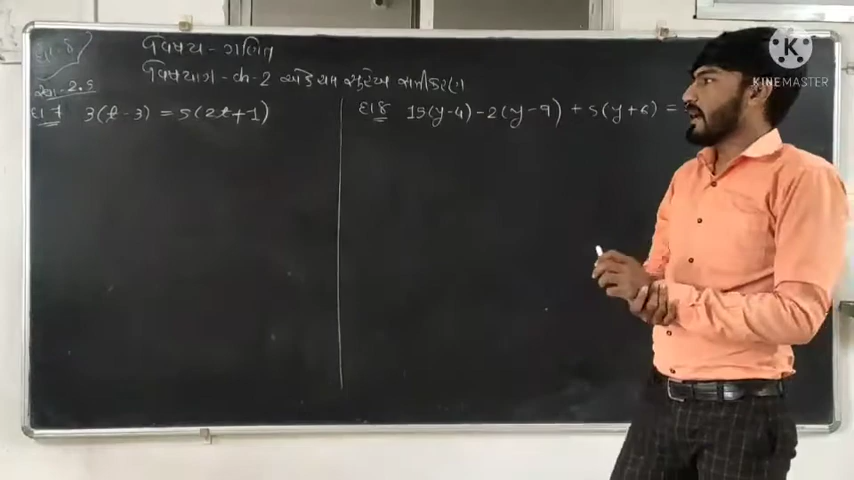 ધો-8
વિષય - ગણિત
વિષયાંગ - ch-2 એક ચલ સુરેખ સમીકરણ
સ્વા-2.5
દા 7 3(t-3) = 5(2t+1)
દા 8 15(y-4) -2(y-9) +5(y+6) =
K
KINEMASTER